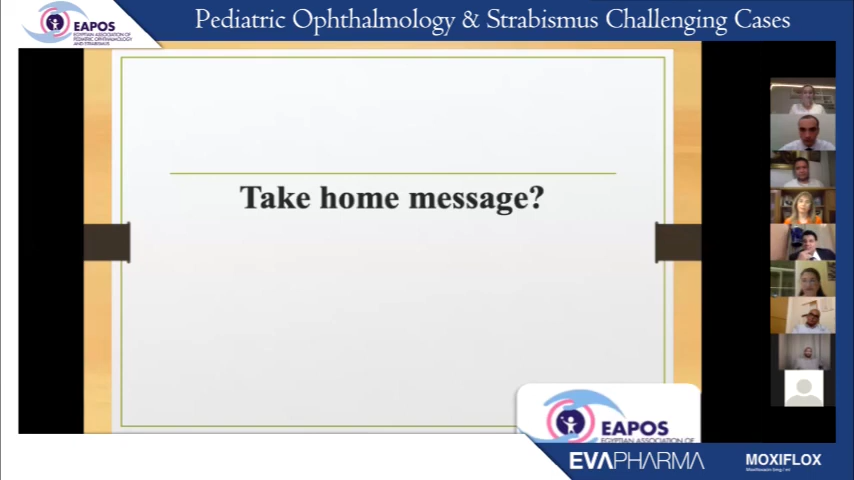 EAPOS
EGYPTIAN ASSOCIATION OF
PEDIATRIC OPHTHALMOLOGY
AND STRABISMUS
Pediatric Ophthalmology & Strabismus Challenging Cases
Take home message?
EAPOS
EGYPTIAN ASSOCIATION OF
EVAPHARMA
MOXIFLOX